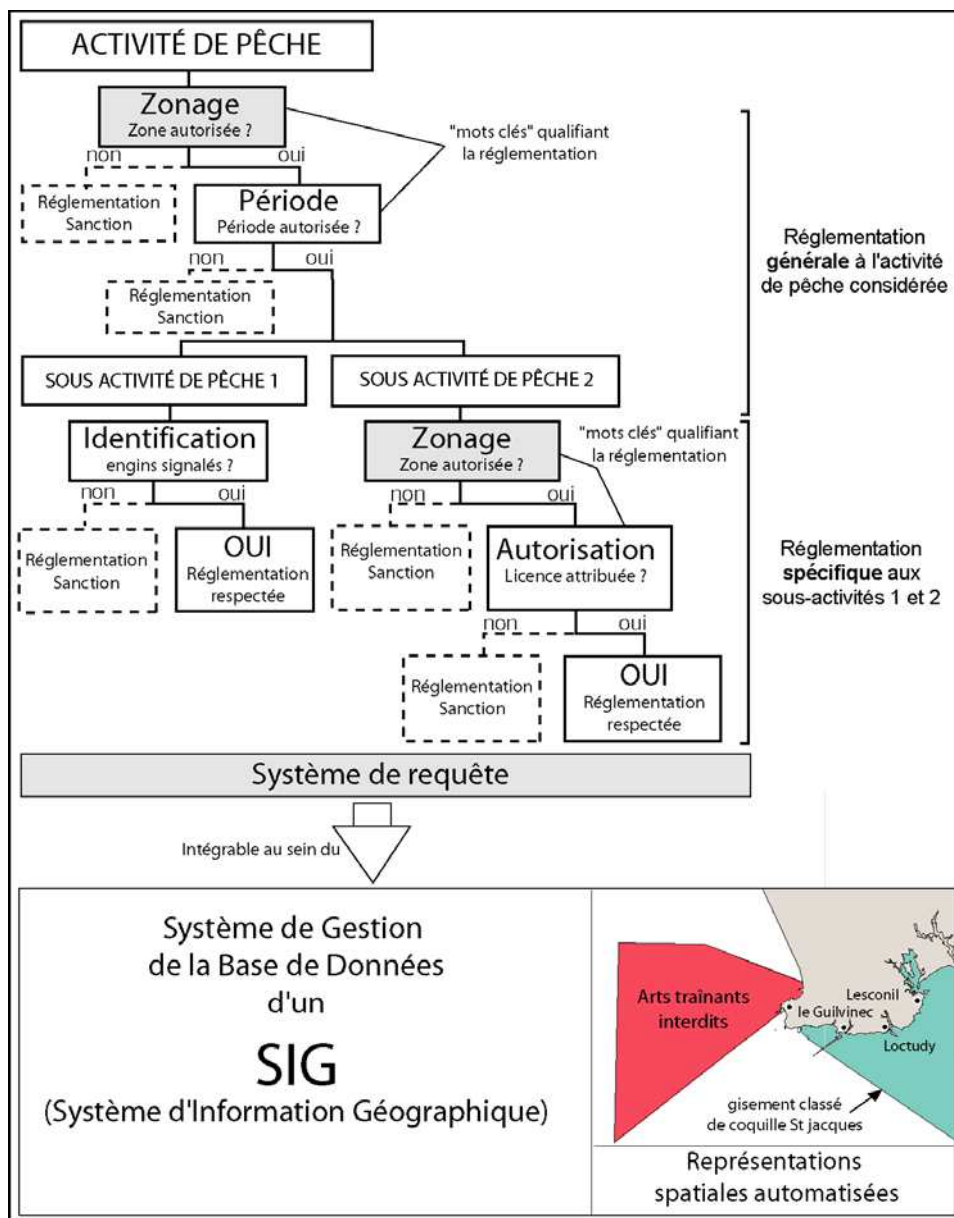 ACTIVITÉ DE PÊCHE
Zonage
Zone autorisée ?
"mots clés" qualifiant
la réglementation
non
oui
Réglementation
Sanction
Période
Période autorisée ?
non
oui
Réglementation
Sanction
Réglementation
générale à l'activité
de pêche considérée
SOUS ACTIVITÉ DE PÊCHE 1
SOUS ACTIVITÉ DE PÊCHE 2
Identification
engins signalés ?
Zonage
Zone autorisée ?
"mots clés" qualifiant
la réglementation
non
oui
non
oui
Réglementation
Sanction
OUI
Réglementation
respectée
Réglementation
Sanction
Autorisation
Licence attribuée ?
Réglementation
spécifique aux
sous-activités 1 et 2
non
oui
Réglementation
Sanction
OUI
Réglementation
respectée
Système de requête
Intégrable au sein du
Système de Gestion
de la Base de Données
d'un
SIG
(Système d'Information Géographique)
Arts traînants
interdits
Lesconil
le Guilvinec
Loctudy
gisement classé
de coquille St jacques
Représentations
spatiales automatisées